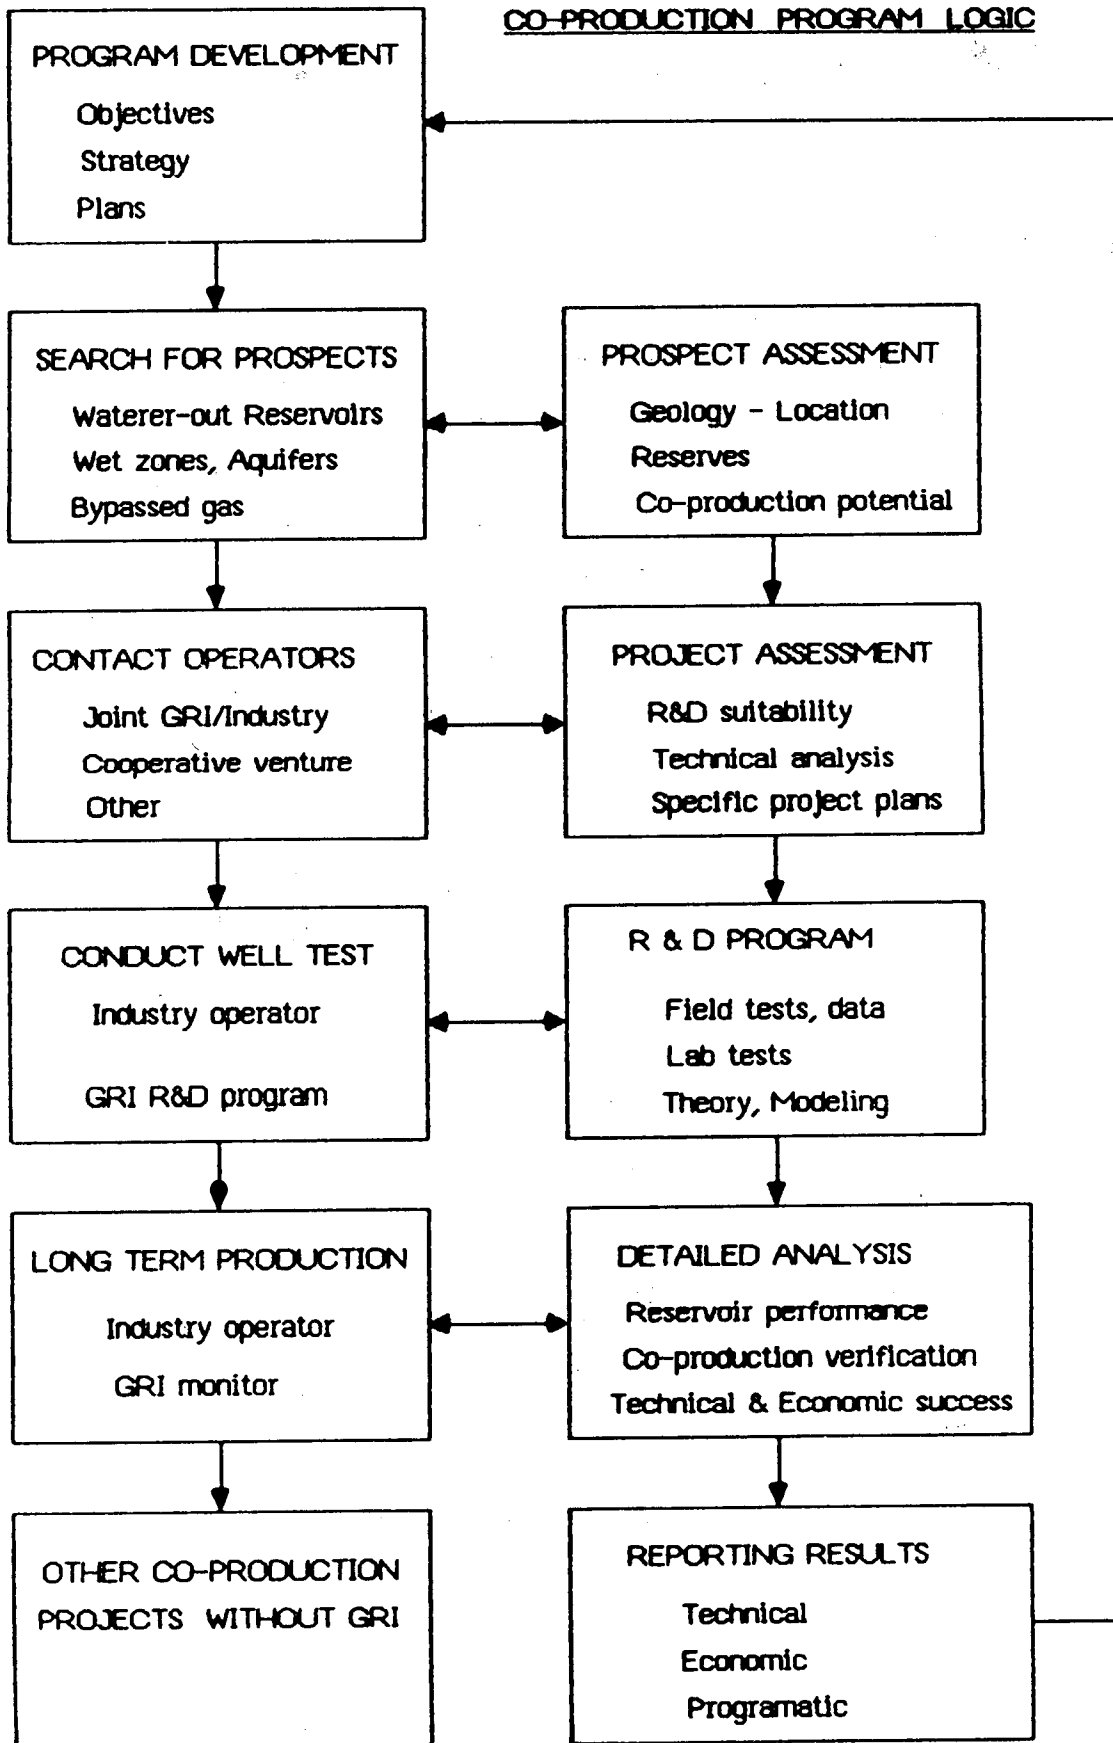 CO-PRODUCTION PROGRAM LOGIC
PROGRAM DEVELOPMENT
Objectives
Strategy
Plans
SEARCH FOR PROSPECTS
Waterer-out Reservoirs
Wet zones, Aquifers
Bypassed gas
PROSPECT ASSESSMENT
Geology - Location
Reserves
Co-production potential
CONTACT OPERATORS
Joint GRI/Industry
Cooperative venture
Other
PROJECT ASSESSMENT
R&D suitability
Technical analysis
Specific project plans
CONDUCT WELL TEST
Industry operator
GRI R&D program
R & D PROGRAM
Field tests, data
Lab tests
Theory, Modeling
LONG TERM PRODUCTION
Industry operator
GRI monitor
DETAILED ANALYSIS
Reservoir performance
Co-production verification
Technical & Economic success
OTHER CO-PRODUCTION
PROJECTS WITHOUT GRI
REPORTING RESULTS
Technical
Economic
Programatic